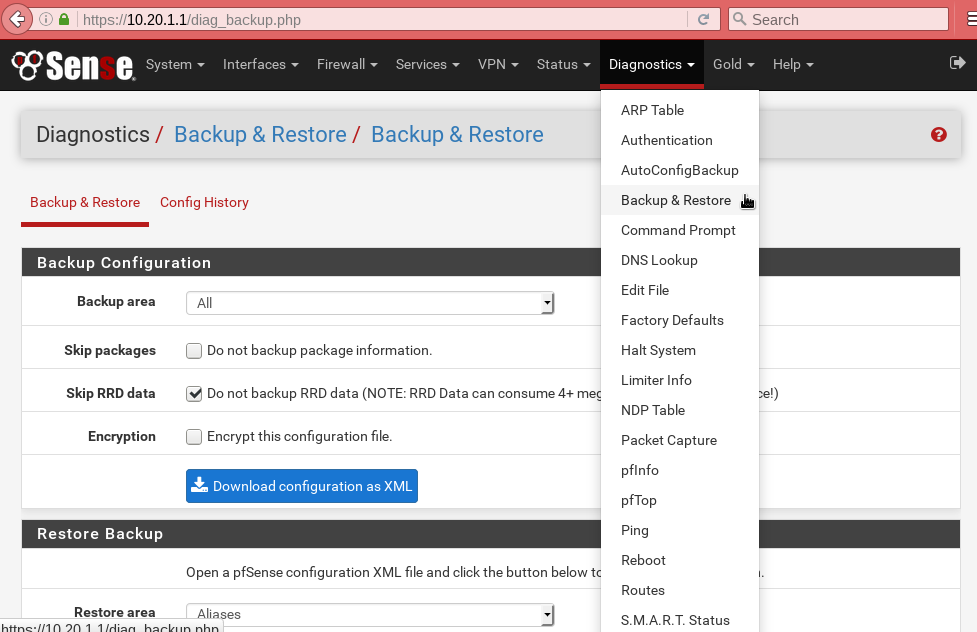 https://10.20.1.1/diag_backup.php
Search
Sense
System Interfaces Firewall Services VPN Status Diagnostics Gold Help
ARP Table
Authentication
AutoConfigBackup
Backup & Restore
Command Prompt
DNS Lookup
Edit File
Factory Defaults
Halt System
Limiter Info
NDP Table
Packet Capture
pfInfo
pfTop
Ping
Reboot
Routes
S.M.A.R.T. Status
Diagnostics / Backup & Restore / Backup & Restore
Backup & Restore Config History
Backup Configuration
Backup area All
Skip packages Do not backup package information.
Skip RRD data Do not backup RRD data (NOTE: RRD Data can consume 4+ meg ce!)
Encryption Encrypt this configuration file.
Download configuration as XML
Restore Backup
Open a pfSense configuration XML file and click the button below to
Restore area Aliases
https://10.20.1.1/diag_backup.php